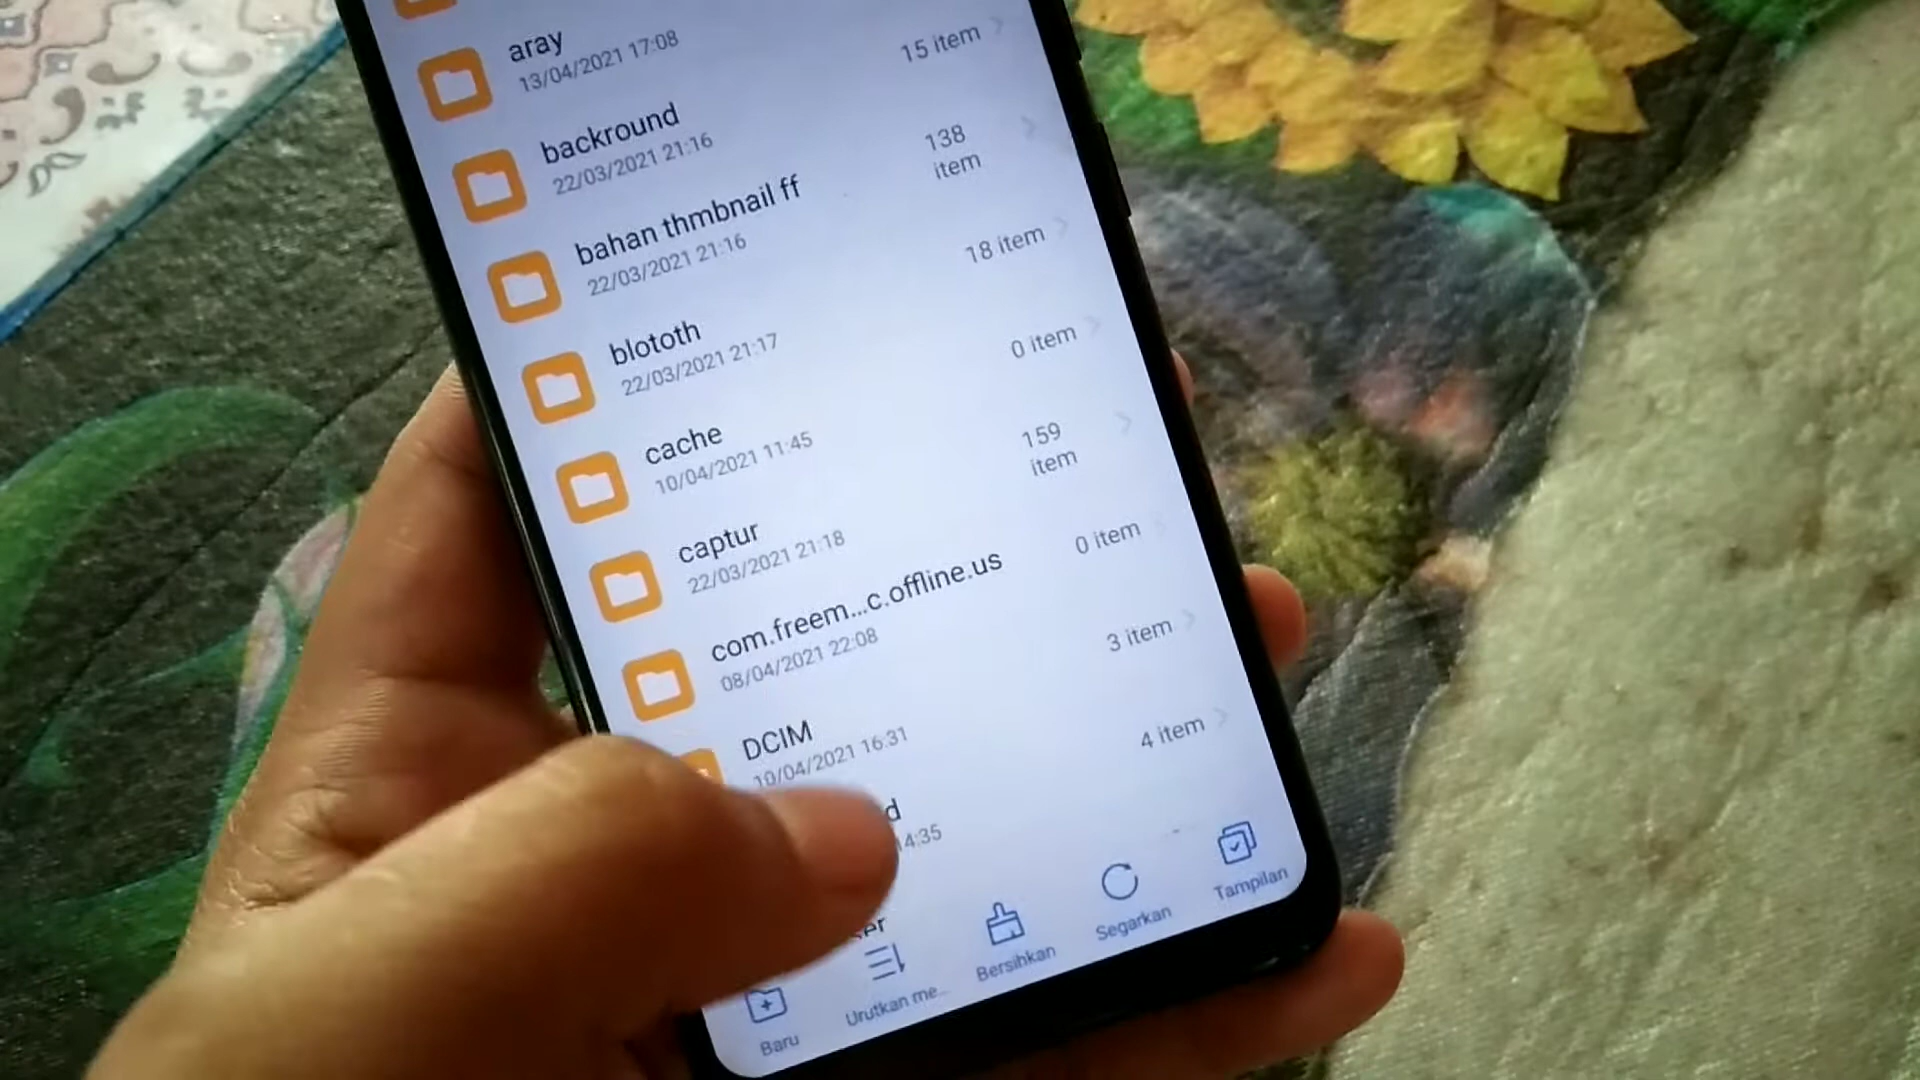 aray
13/04/2021 17:08
15 item
backround
22/03/2021 21:16
138
item
bahan thmbnail ff
22/03/2021 21:16
18 item
blototh
22/03/2021 21:17
0 item
cache
10/04/2021 11:45
159
item
captur
22/03/2021 21:18
0 item
com.freem...c.offline.us
08/04/2021 22:08
3 item
DCIM
10/04/2021 16:31
4 item
14:35
Baru
Urutkan me...
Bersihkan
Segarkan
Tampilan